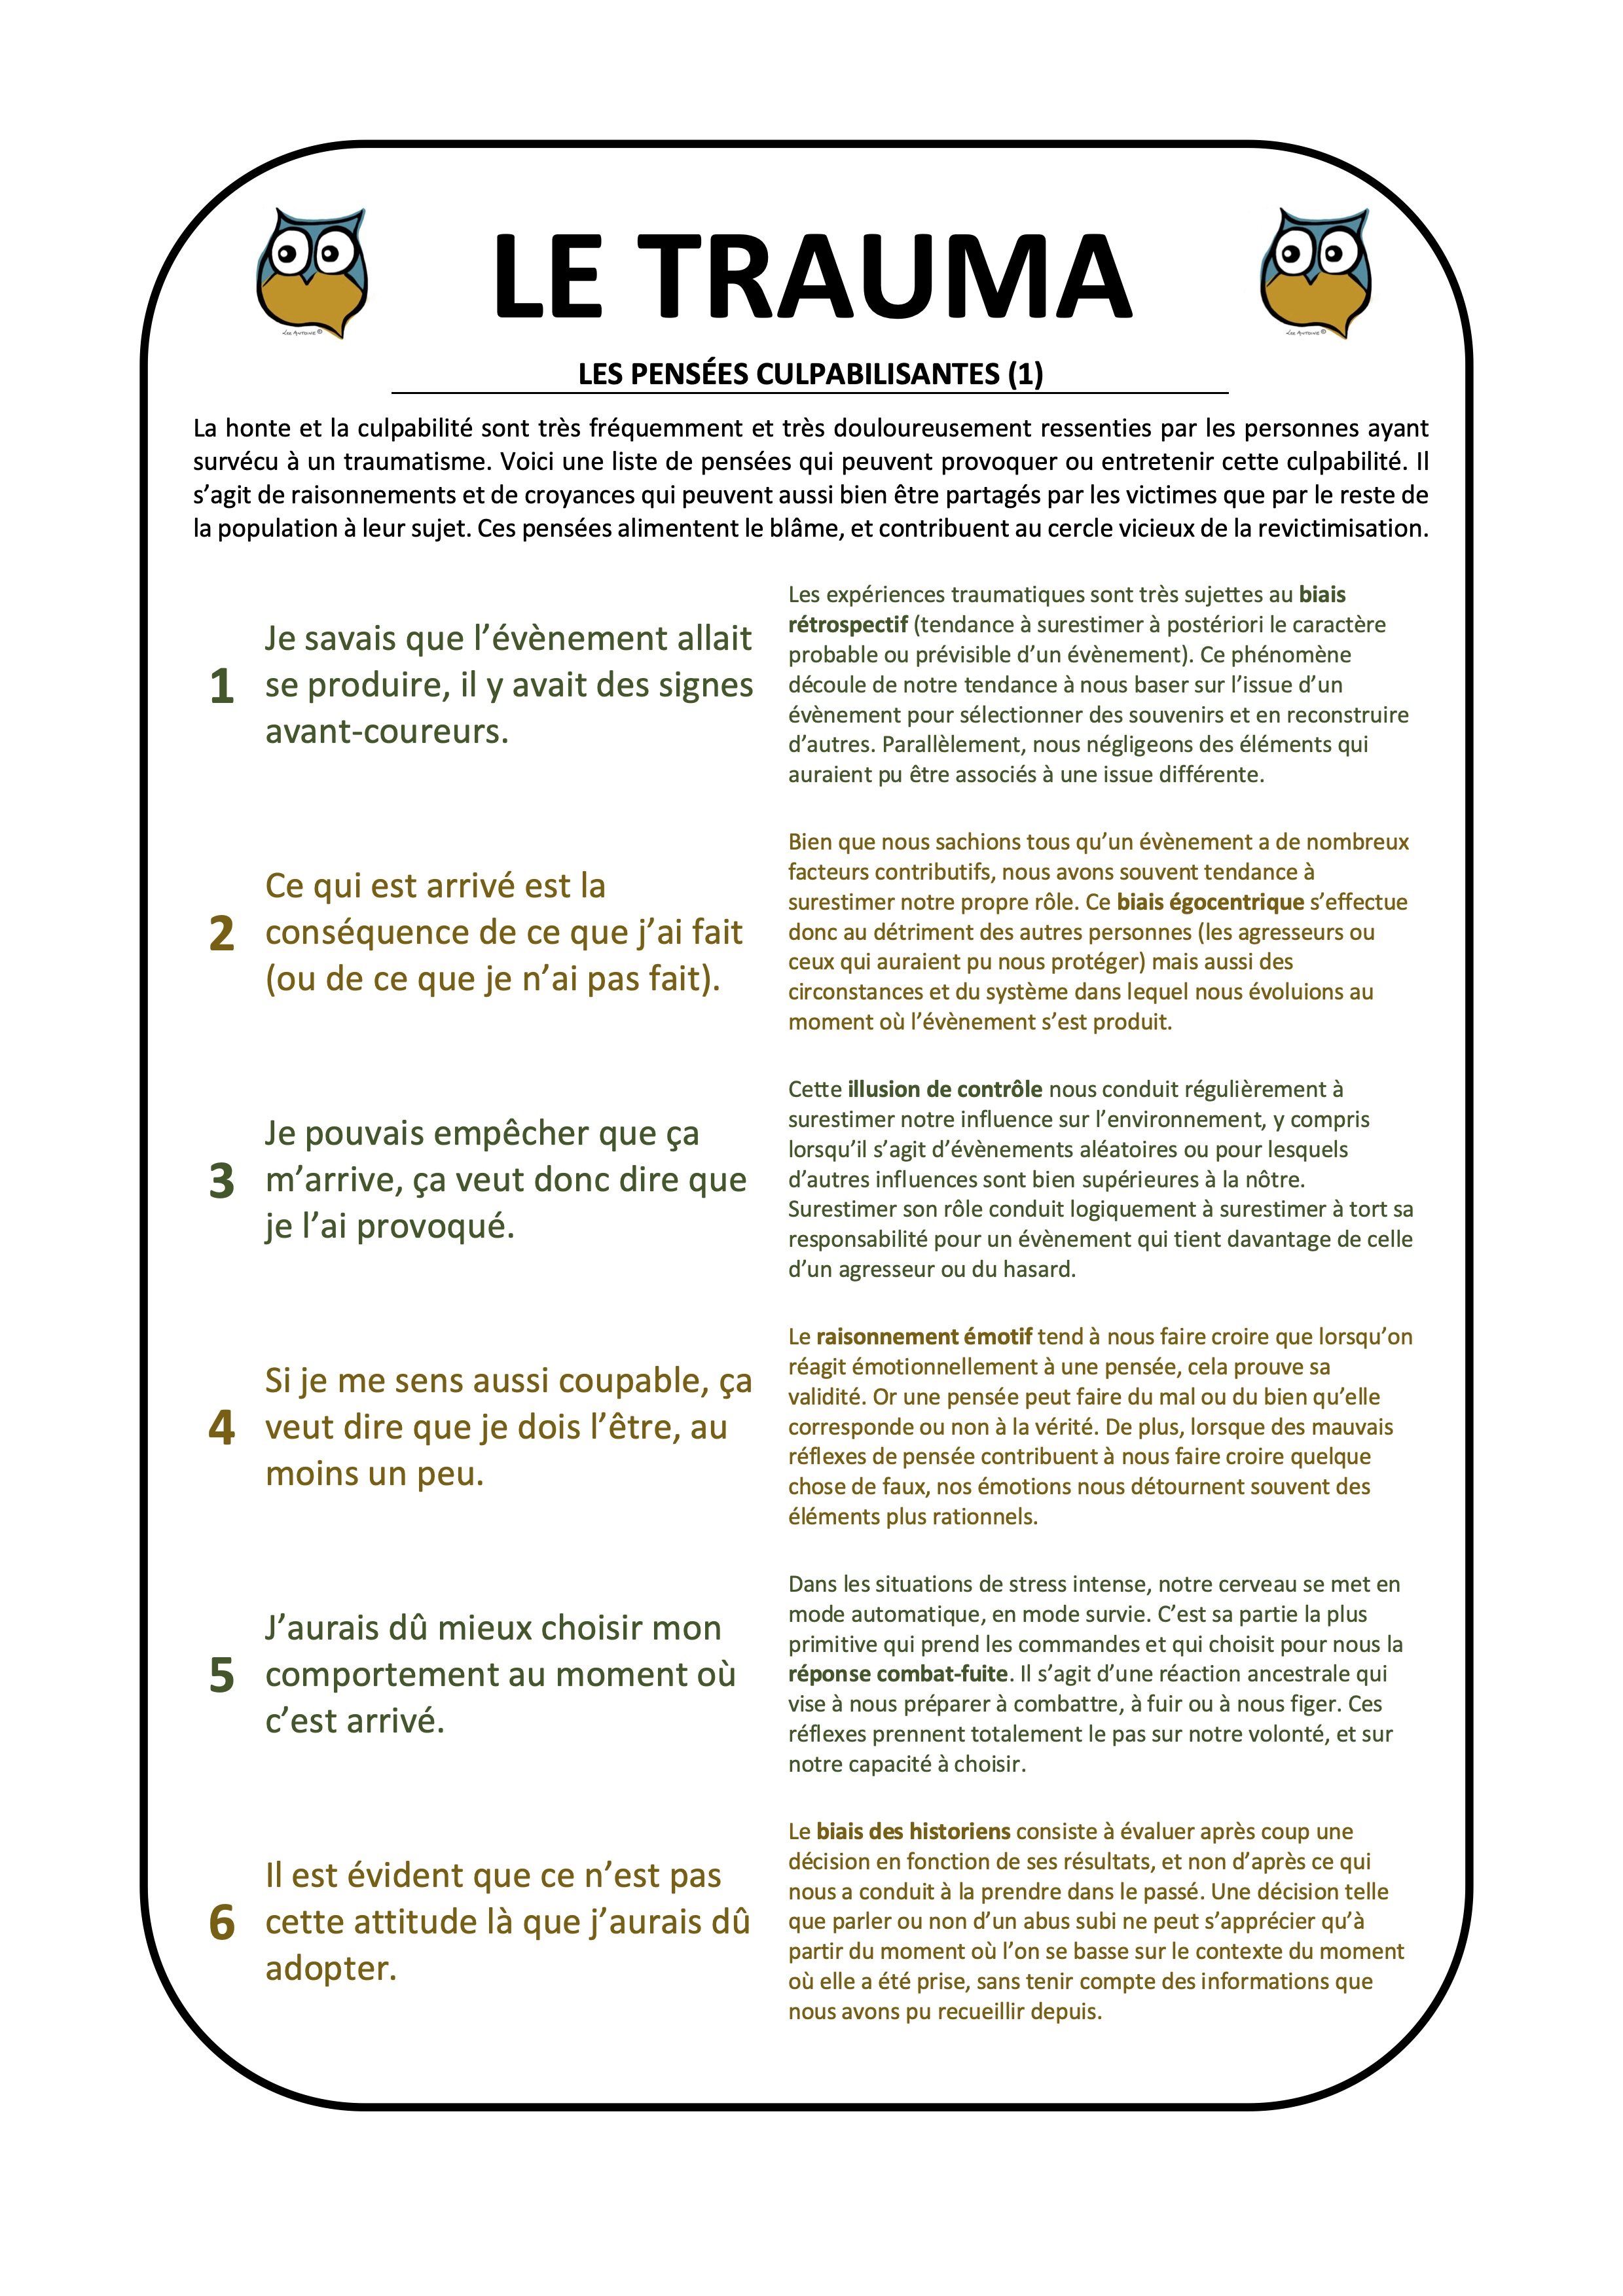 LE TRAUMA
LES PENSÉES CULPABILISANTES (1)
La honte et la culpabilité sont très fréquemment et très douloureusement ressenties par les personnes ayant
survécu à un traumatisme. Voici une liste de pensées qui peuvent provoquer ou entretenir cette culpabilité. Il
s’agit de raisonnements et de croyances qui peuvent aussi bien être partagés par les victimes que par le reste de
la population à leur sujet. Ces pensées alimentent le blâme, et contribuent au cercle vicieux de la revictimisation.
1
Je savais que l’évènement allait
se produire, il y avait des signes
avant-coureurs.
Les expériences traumatiques sont très sujettes au biais
rétrospectif (tendance à surestimer à postériori le caractère
probable ou prévisible d’un évènement). Ce phénomène
découle de notre tendance à nous baser sur l’issue d’un
évènement pour sélectionner des souvenirs et en reconstruire
d’autres. Parallèlement, nous négligeons des éléments qui
auraient pu être associés à une issue différente.
2
Ce qui est arrivé est la
conséquence de ce que j’ai fait
(ou de ce que je n’ai pas fait).
Bien que nous sachions tous qu’un évènement a de nombreux
facteurs contributifs, nous avons souvent tendance à
surestimer notre propre rôle. Ce biais égocentrique s’effectue
donc au détriment des autres personnes (les agresseurs ou
ceux qui auraient pu nous protéger) mais aussi des
circonstances et du système dans lequel nous évoluions au
moment où l’évènement s’est produit.
3
Je pouvais empêcher que ça
m’arrive, ça veut donc dire que
je l’ai provoqué.
Cette illusion de contrôle nous conduit régulièrement à
surestimer notre influence sur l’environnement, y compris
lorsqu’il s’agit d’évènements aléatoires ou pour lesquels
d’autres influences sont bien supérieures à la nôtre.
Surestimer son rôle conduit logiquement à surestimer à tort sa
responsabilité pour un évènement qui tient davantage de celle
d’un agresseur ou du hasard.
4
Si je me sens aussi coupable, ça
veut dire que je dois l’être, au
moins un peu.
Le raisonnement émotif tend à nous faire croire que lorsqu’on
réagit émotionnellement à une pensée, cela prouve sa
validité. Or une pensée peut faire du mal ou du bien qu’elle
corresponde ou non à la vérité. De plus, lorsque des mauvais
réflexes de pensée contribuent à nous faire croire quelque
chose de faux, nos émotions nous détournent souvent des
éléments plus rationnels.
5
J’aurais dû mieux choisir mon
comportement au moment où
c’est arrivé.
Dans les situations de stress intense, notre cerveau se met en
mode automatique, en mode survie. C’est sa partie la plus
primitive qui prend les commandes et qui choisit pour nous la
réponse combat-fuite. Il s’agit d’une réaction ancestrale qui
vise à nous préparer à combattre, à fuir ou à nous figer. Ces
réflexes prennent totalement le pas sur notre volonté, et sur
notre capacité à choisir.
6
Il est évident que ce n’est pas
cette attitude là que j’aurais dû
adopter.
Le biais des historiens consiste à évaluer après coup une
décision en fonction de ses résultats, et non d’après ce qui
nous a conduit à la prendre dans le passé. Une décision telle
que parler ou non d’un abus subi ne peut s’apprécier qu’à
partir du moment où l’on se basse sur le contexte du moment
où elle a été prise, sans tenir compte des informations que
nous avons pu recueillir depuis.